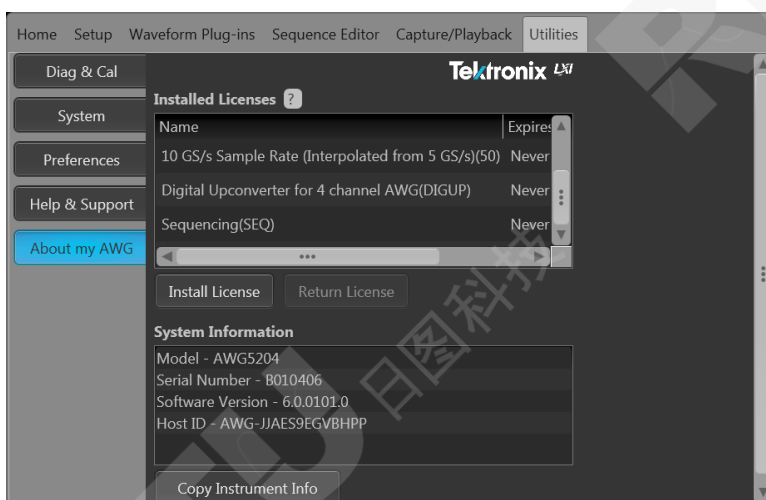 Home Setup Waveform Plug-ins Sequence Editor Capture/Playback Utilities
Diag & Cal
System
Preferences
Help & Support
About my AWG
Tektronix LXI
Installed Licenses ?
Name Expires
10 GS/s Sample Rate (Interpolated from 5 GS/s)(50) Never
Digital Upconverter for 4 channel AWG(DIGUP) Never
Sequencing(SEQ) Never
Install License Return License
System Information
Model - AWG5204
Serial Number - B010406
Software Version - 6.0.0101.0
Host ID - AWG-JJAES9EGVBHPP
Copy Instrument Info
日图科技